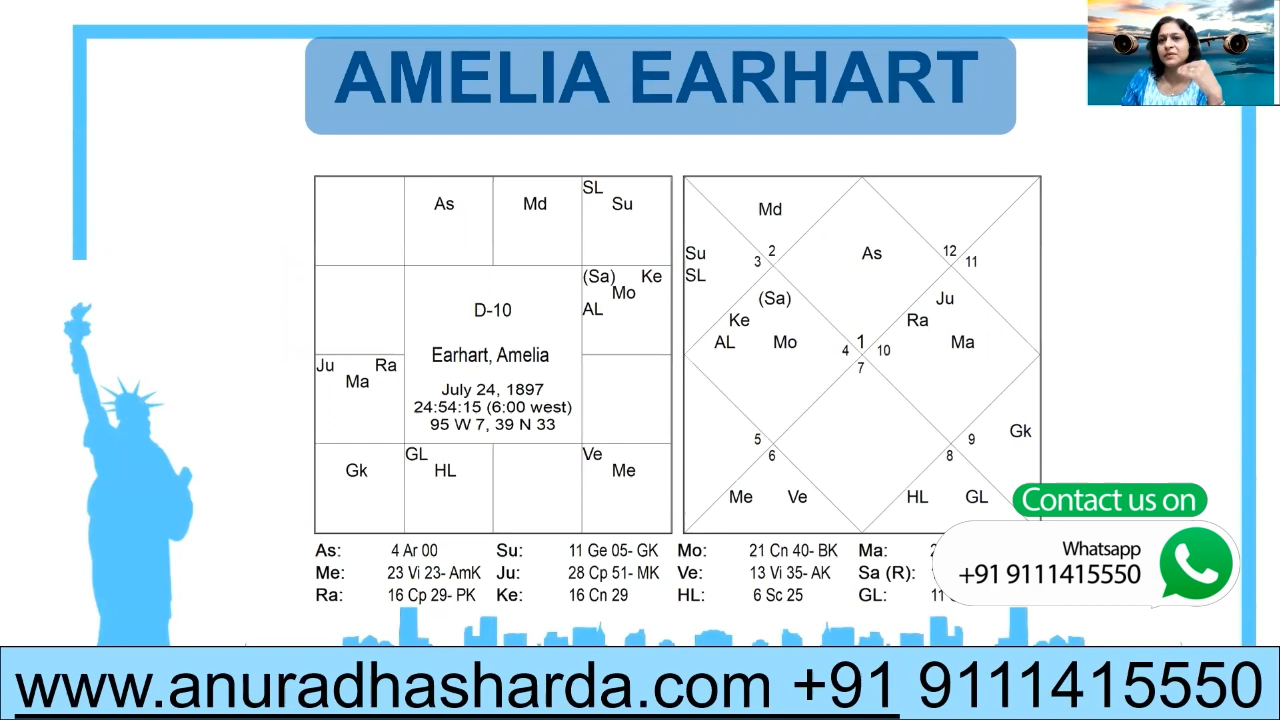 AMELIA EARHART
As Md SL Su
(Sa) Ke
Mo
AL
D-10
Earhart, Amelia
July 24, 1897
24:54:15 (6:00 west)
95 W 7, 39 N 33
Ju Ra
Ma
Gk GL HL Ve Me
Md
2 12
Su 3 As 11
SL
(Sa) Ju
Ke Ra
AL Mo Ma
4 1 10
7
5 9 Gk
6 8
Me Ve HL GL
As: 4 Ar 00 Su: 11 Ge 05- GK Mo: 21 Cn 40- BK Ma:
Me: 23 Vi 23- AmK Ju: 28 Cp 51- MK Ve: 13 Vi 35- AK Sa (R):
Ra: 16 Cp 29- PK Ke: 16 Cn 29 HL: 6 Sc 25 GL:
Contact us on
Whatsapp
+91 9111415550
www.anuradhasharda.com +91 9111415550